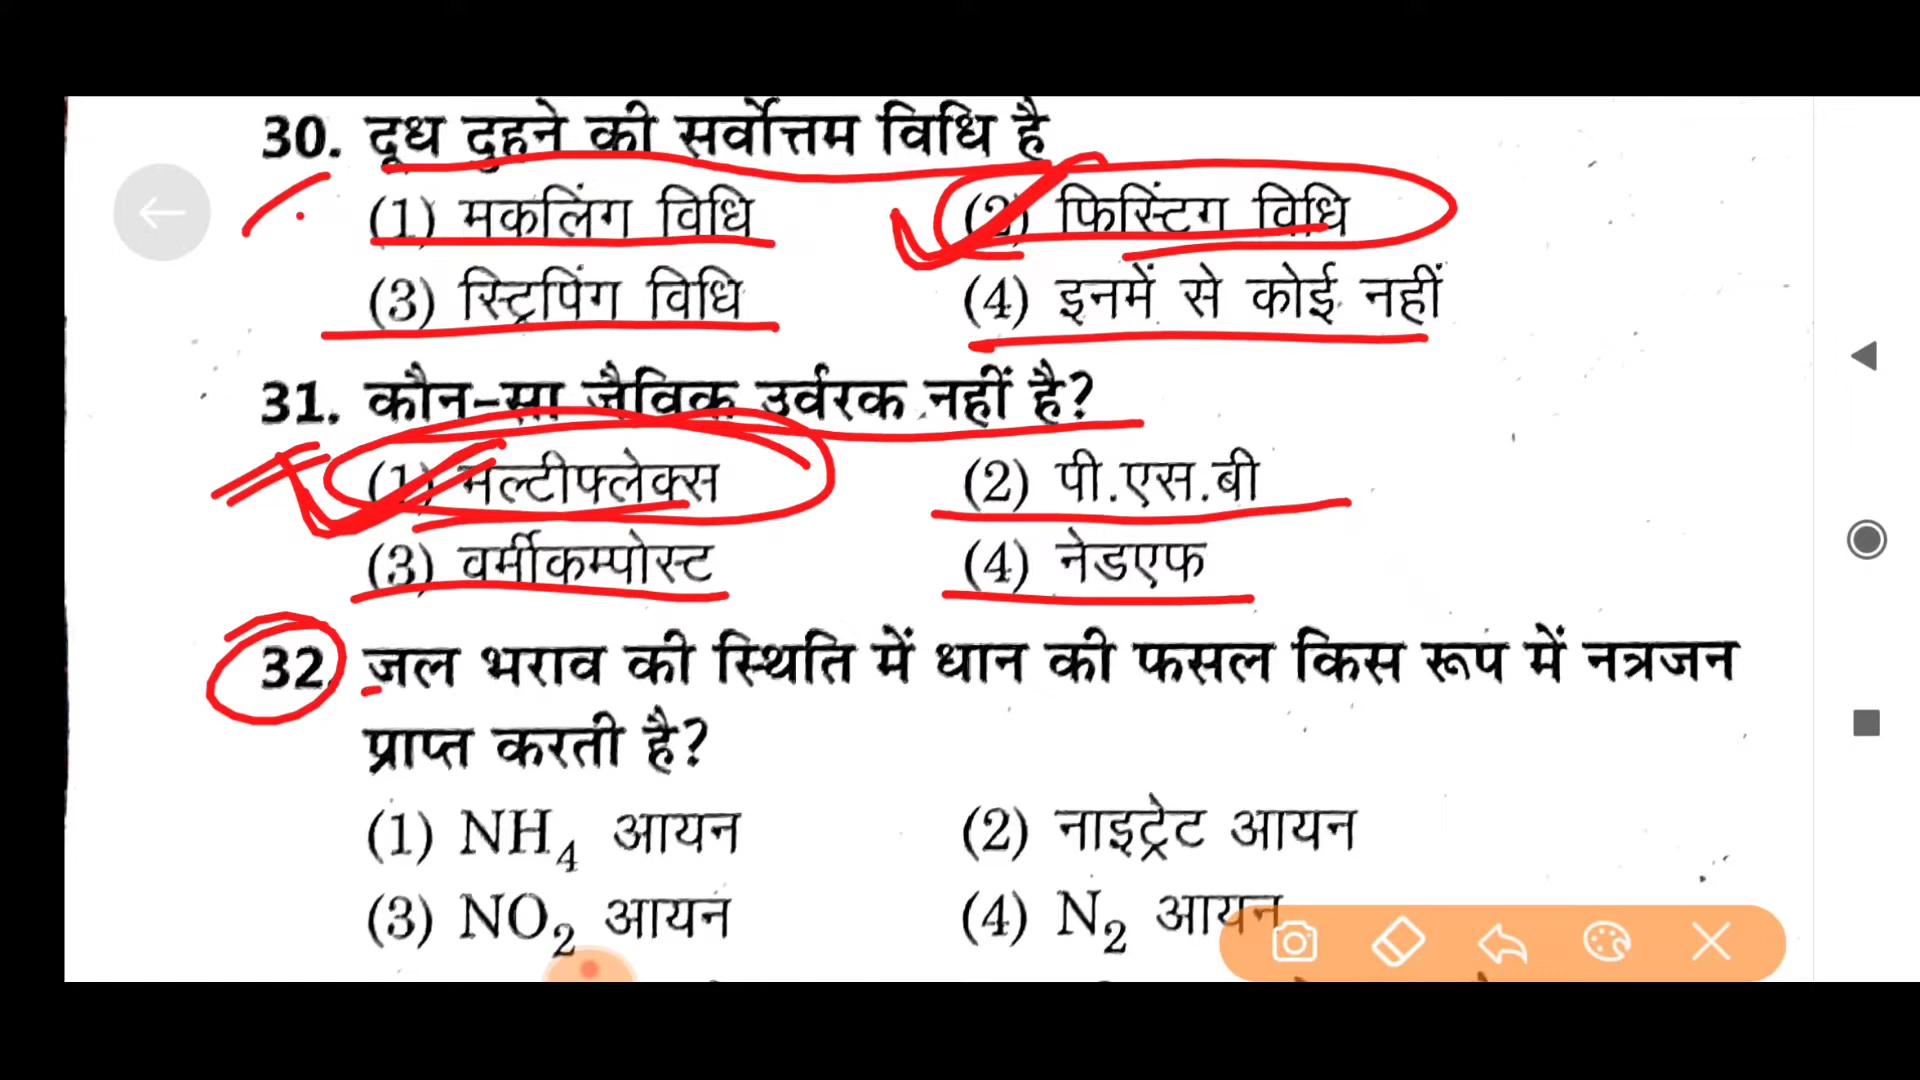 30. दूध दुहने की सर्वोत्तम विधि है
(1) मकलिंग विधि (2) फिस्टिंग विधि
(3) स्ट्रिपिंग विधि (4) इनमें से कोई नहीं
31. कौन-सा जैविक उर्वरक नहीं है?
(1) मल्टीफ्लेक्स (2) पी.एस.बी
(3) वर्मीकम्पोस्ट (4) नेडएफ
32. जल भराव की स्थिति में धान की फसल किस रूप में नत्रजन
प्राप्त करती है?
(1) NH₄ आयन (2) नाइट्रेट आयन
(3) NO₂ आयन (4) N₂ आयन